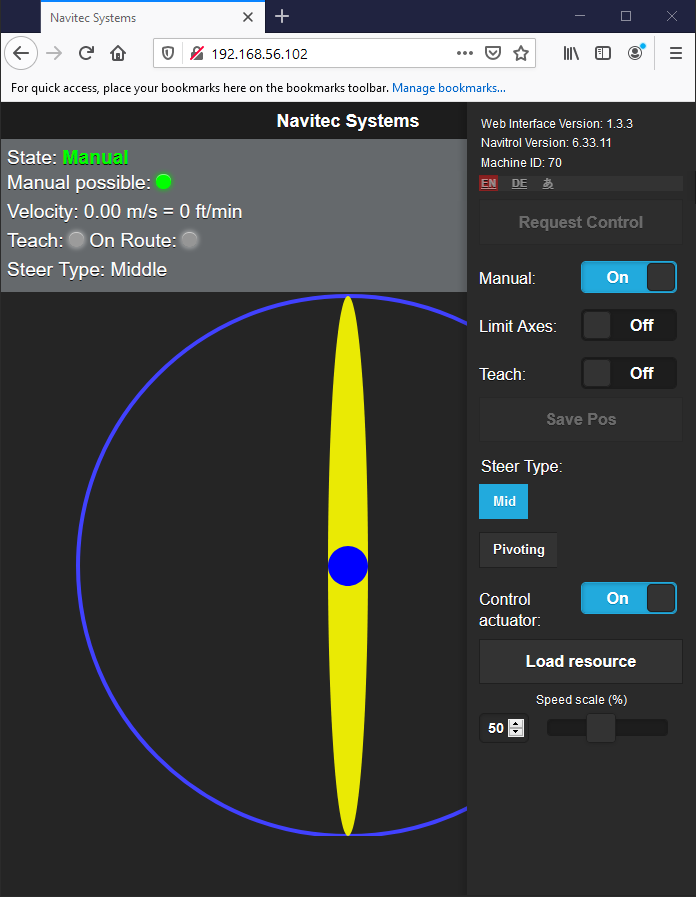 Navitec Systems
192.168.56.102
For quick access, place your bookmarks here on the bookmarks toolbar. Manage bookmarks...
Navitec Systems
State: Manual
Manual possible:
Velocity: 0.00 m/s = 0 ft/min
Teach: On Route:
Steer Type: Middle
Web Interface Version: 1.3.3
Navitrol Version: 6.33.11
Machine ID: 70
EN DE あ
Request Control
Manual: On
Limit Axes: Off
Teach: Off
Save Pos
Steer Type:
Mid
Pivoting
Control
actuator: On
Load resource
Speed scale (%)
50